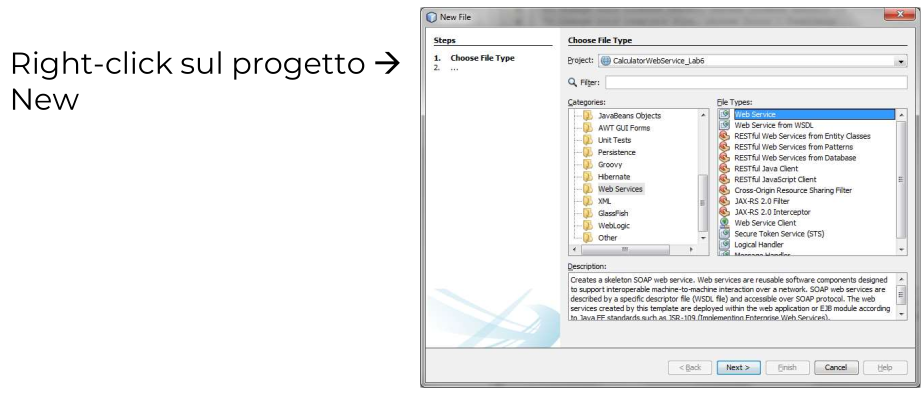 Right-click sul progetto →
New
New File
Steps
1. Choose File Type
2. ...
Choose File Type
Project: CalculatorWebService_Lab6
Filter:
Categories:
JavaBeans Objects
AWT GUI Forms
Unit Tests
Persistence
Groovy
Hibernate
Web Services
XML
GlassFish
WebLogic
Other
File Types:
Web Service
Web Service from WSDL
RESTful Web Services from Entity Classes
RESTful Web Services from Patterns
RESTful Web Services from Database
RESTful Java Client
RESTful JavaScript Client
Cross-Origin Resource Sharing Filter
JAX-RS 2.0 Filter
JAX-RS 2.0 Interceptor
Web Service Client
Secure Token Service (STS)
Logical Handler
Message Handler
Description:
Creates a skeleton SOAP web service. Web services are reusable software components designed
to support interoperable machine-to-machine interaction over a network. SOAP web services are
described by a specific descriptor file (WSDL file) and accessible over SOAP protocol. The web
services created by this template are deployed within the web application or EJB module according
to Java EE standards such as JSR-109 (Implementing Enterprise Web Services).
< Back
Next >
Finish
Cancel
Help